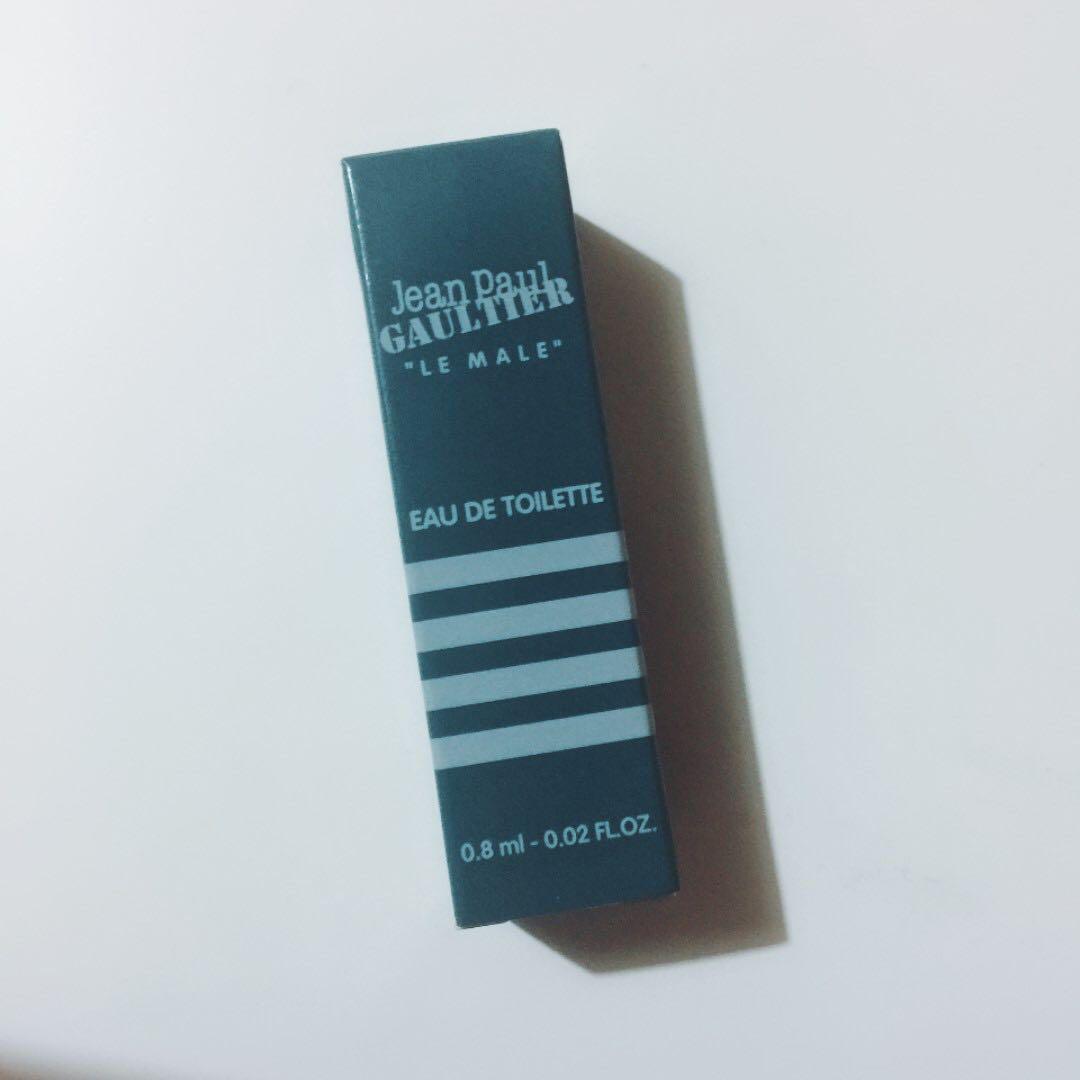 Jean Paul
GAULTIER
"LE MALE"
EAU DE TOILETTE
0.8 ml - 0.02 FL.OZ.